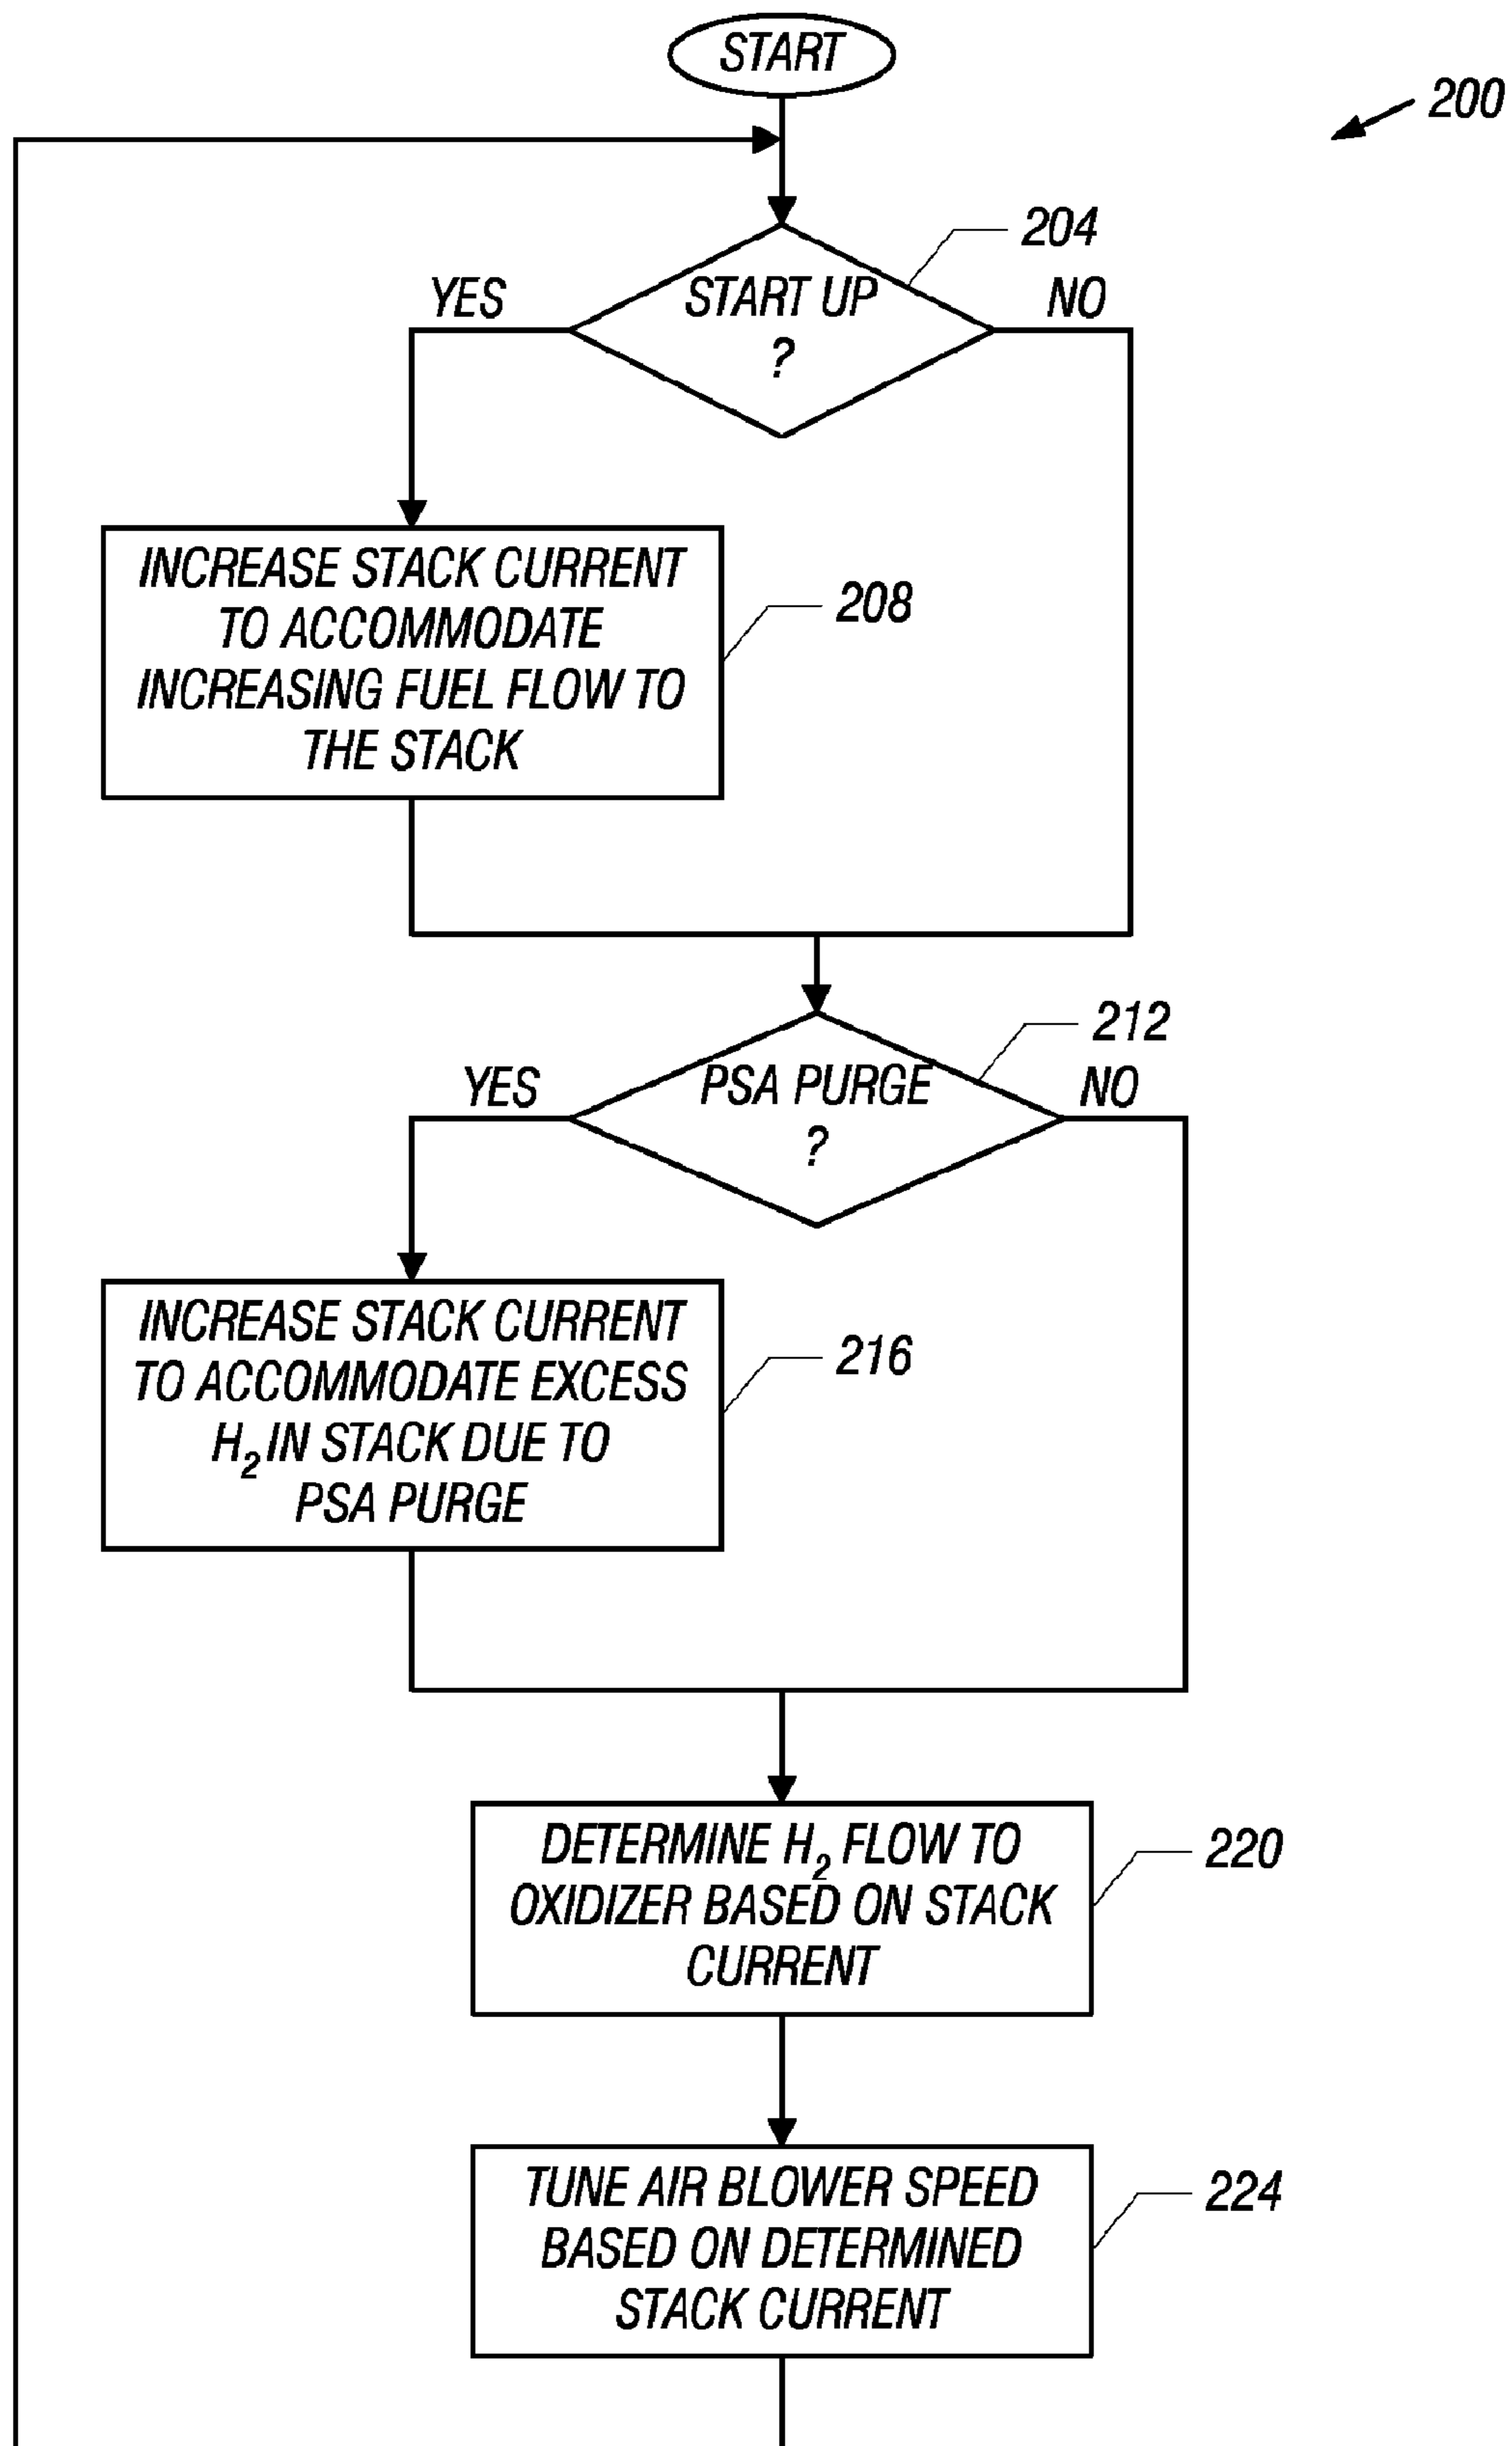 START
200
204
YES
START UP
NO
?
INCREASE STACK CURRENT
TO ACCOMMODATE
INCREASING FUEL FLOW TO
THE STACK
208
212
YES
PSA PURGE
NO
?
INCREASE STACK CURRENT
TO ACCOMMODATE EXCESS
H₂ IN STACK DUE TO
PSA PURGE
216
DETERMINE H₂ FLOW TO
OXIDIZER BASED ON STACK
CURRENT
220
TUNE AIR BLOWER SPEED
BASED ON DETERMINED
STACK CURRENT
224